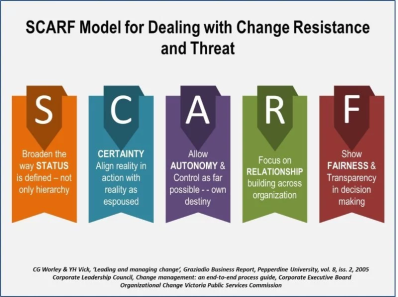 SCARF Model for Dealing with Change Resistance
and Threat
S
C
A
R
F
Broaden the
way STATUS
is defined – not
only hierarchy
CERTAINTY
Align reality in
action with
reality as
espoused
Allow
AUTONOMY &
Control as far
possible - - own
destiny
Focus on
RELATIONSHIP
building across
organization
Show
FAIRNESS &
Transparency
in decision
making
CG Worley & YH Vick, 'Leading and managing change', Graziadio Business Report, Pepperdine University, vol. 8, iss. 2, 2005
Corporate Leadership Council, Change management: an end-to-end process guide, Corporate Executive Board
Organizational Change Victoria Public Services Commission